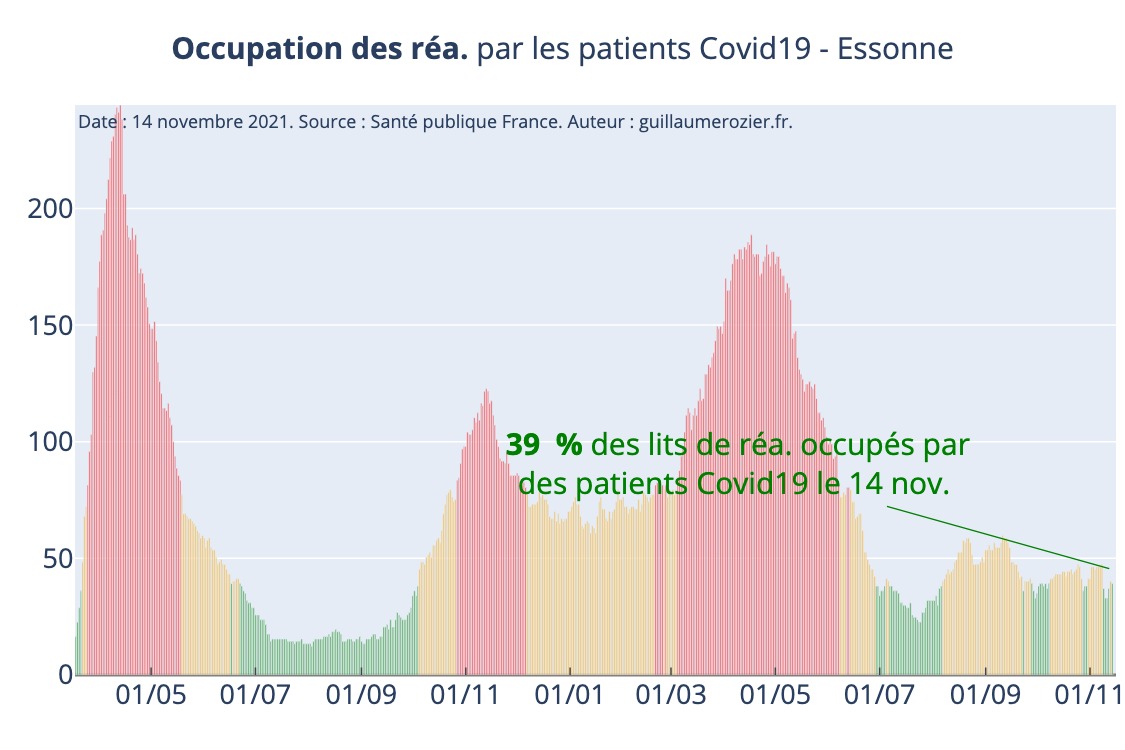 Occupation des réa. par les patients Covid19 - Essonne
Date : 14 novembre 2021. Source : Santé publique France. Auteur : guillaumerozier.fr.
200
150
100
39 % des lits de réa. occupés par
des patients Covid19 le 14 nov.
50
0
01/05 01/07 01/09 01/11 01/01 01/03 01/05 01/07 01/09 01/11